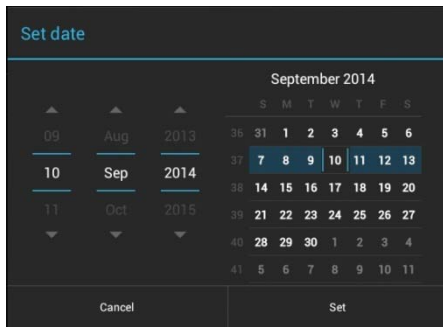 Set date
September 2014
S M T W T F S
09 Aug 2013
10 Sep 2014
11 Oct 2015
36 31 1 2 3 4 5 6
37 7 8 9 10 11 12 13
38 14 15 16 17 18 19 20
39 21 22 23 24 25 26 27
40 28 29 30 1 2 3 4
41 5 6 7 8 9 10 11
Cancel Set